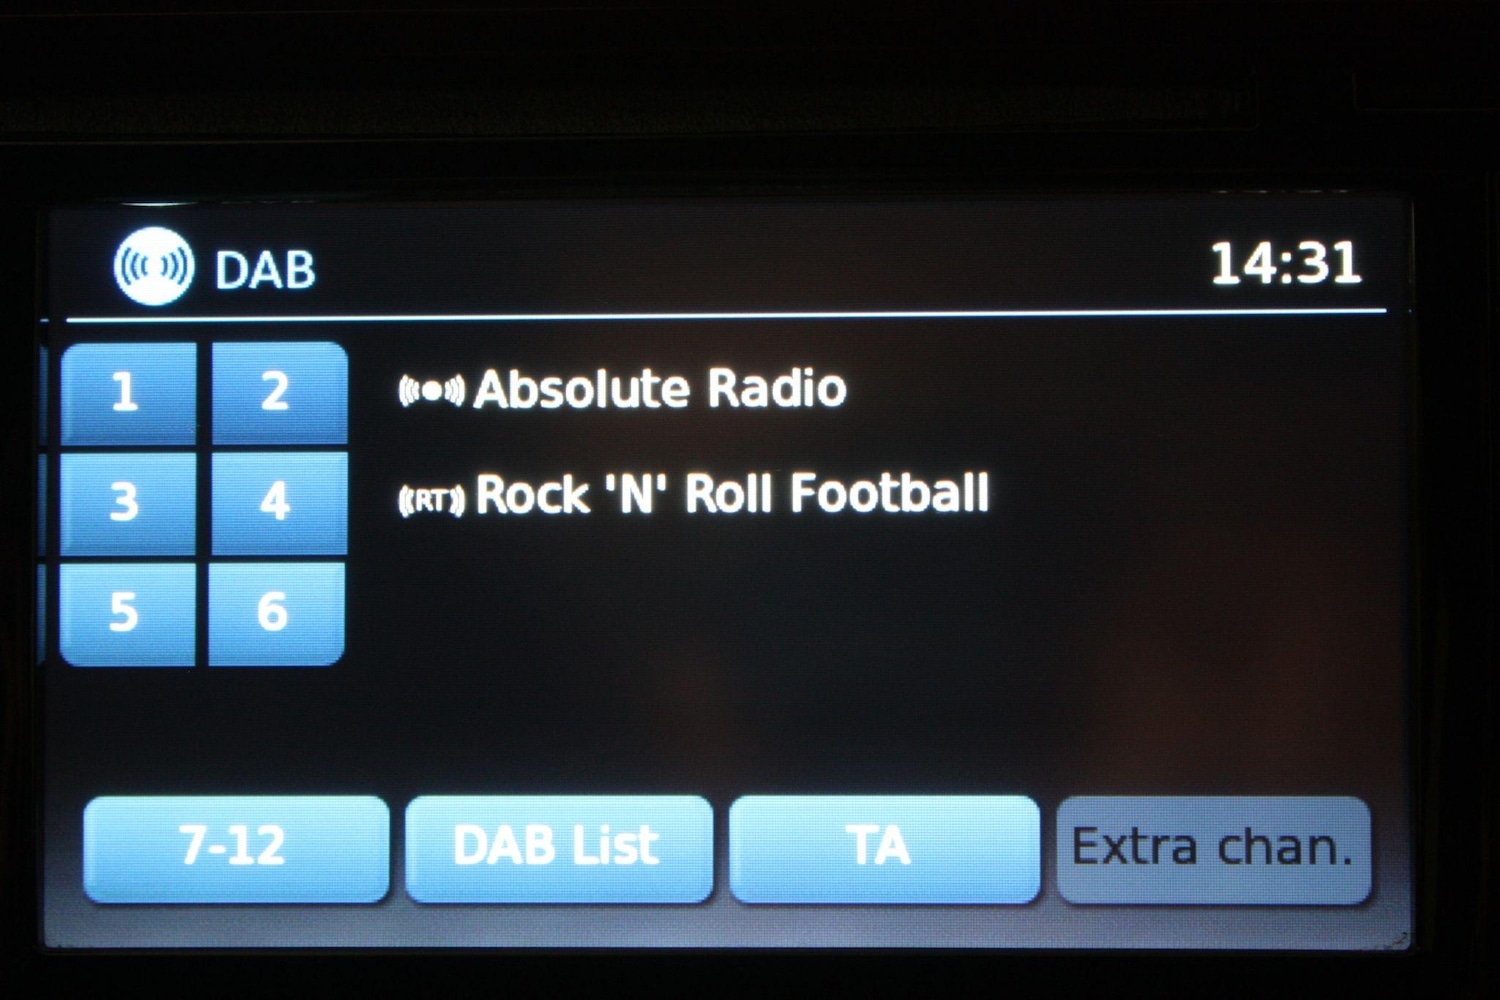 DAB 14:31
1 2 Absolute Radio
3 4 RT Rock 'N' Roll Football
5 6
7-12 DAB List TA Extra chan.